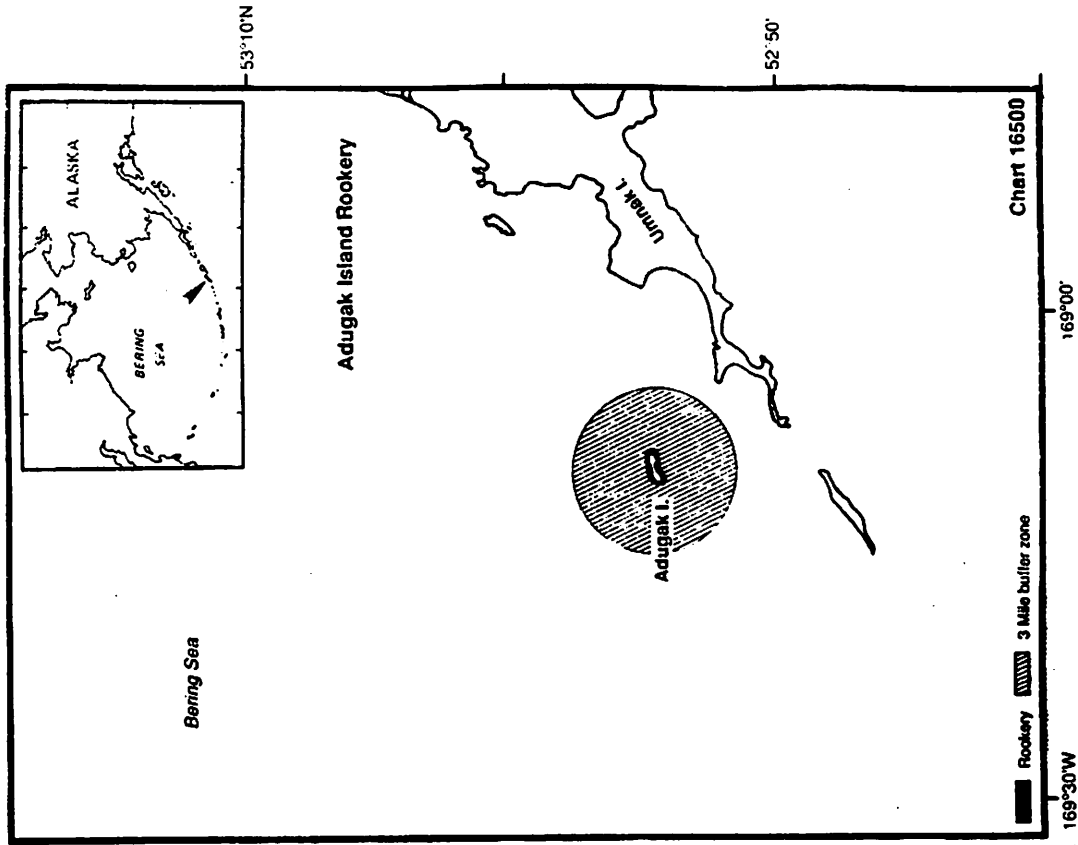 ALASKA
BERING
SEA
53°10'N
Adugak Island Rookery
Bering Sea
Umnak I.
Adugak I.
52°50'
Rookery
3 Mile buffer zone
Chart 16500
169°30'W
169°00'